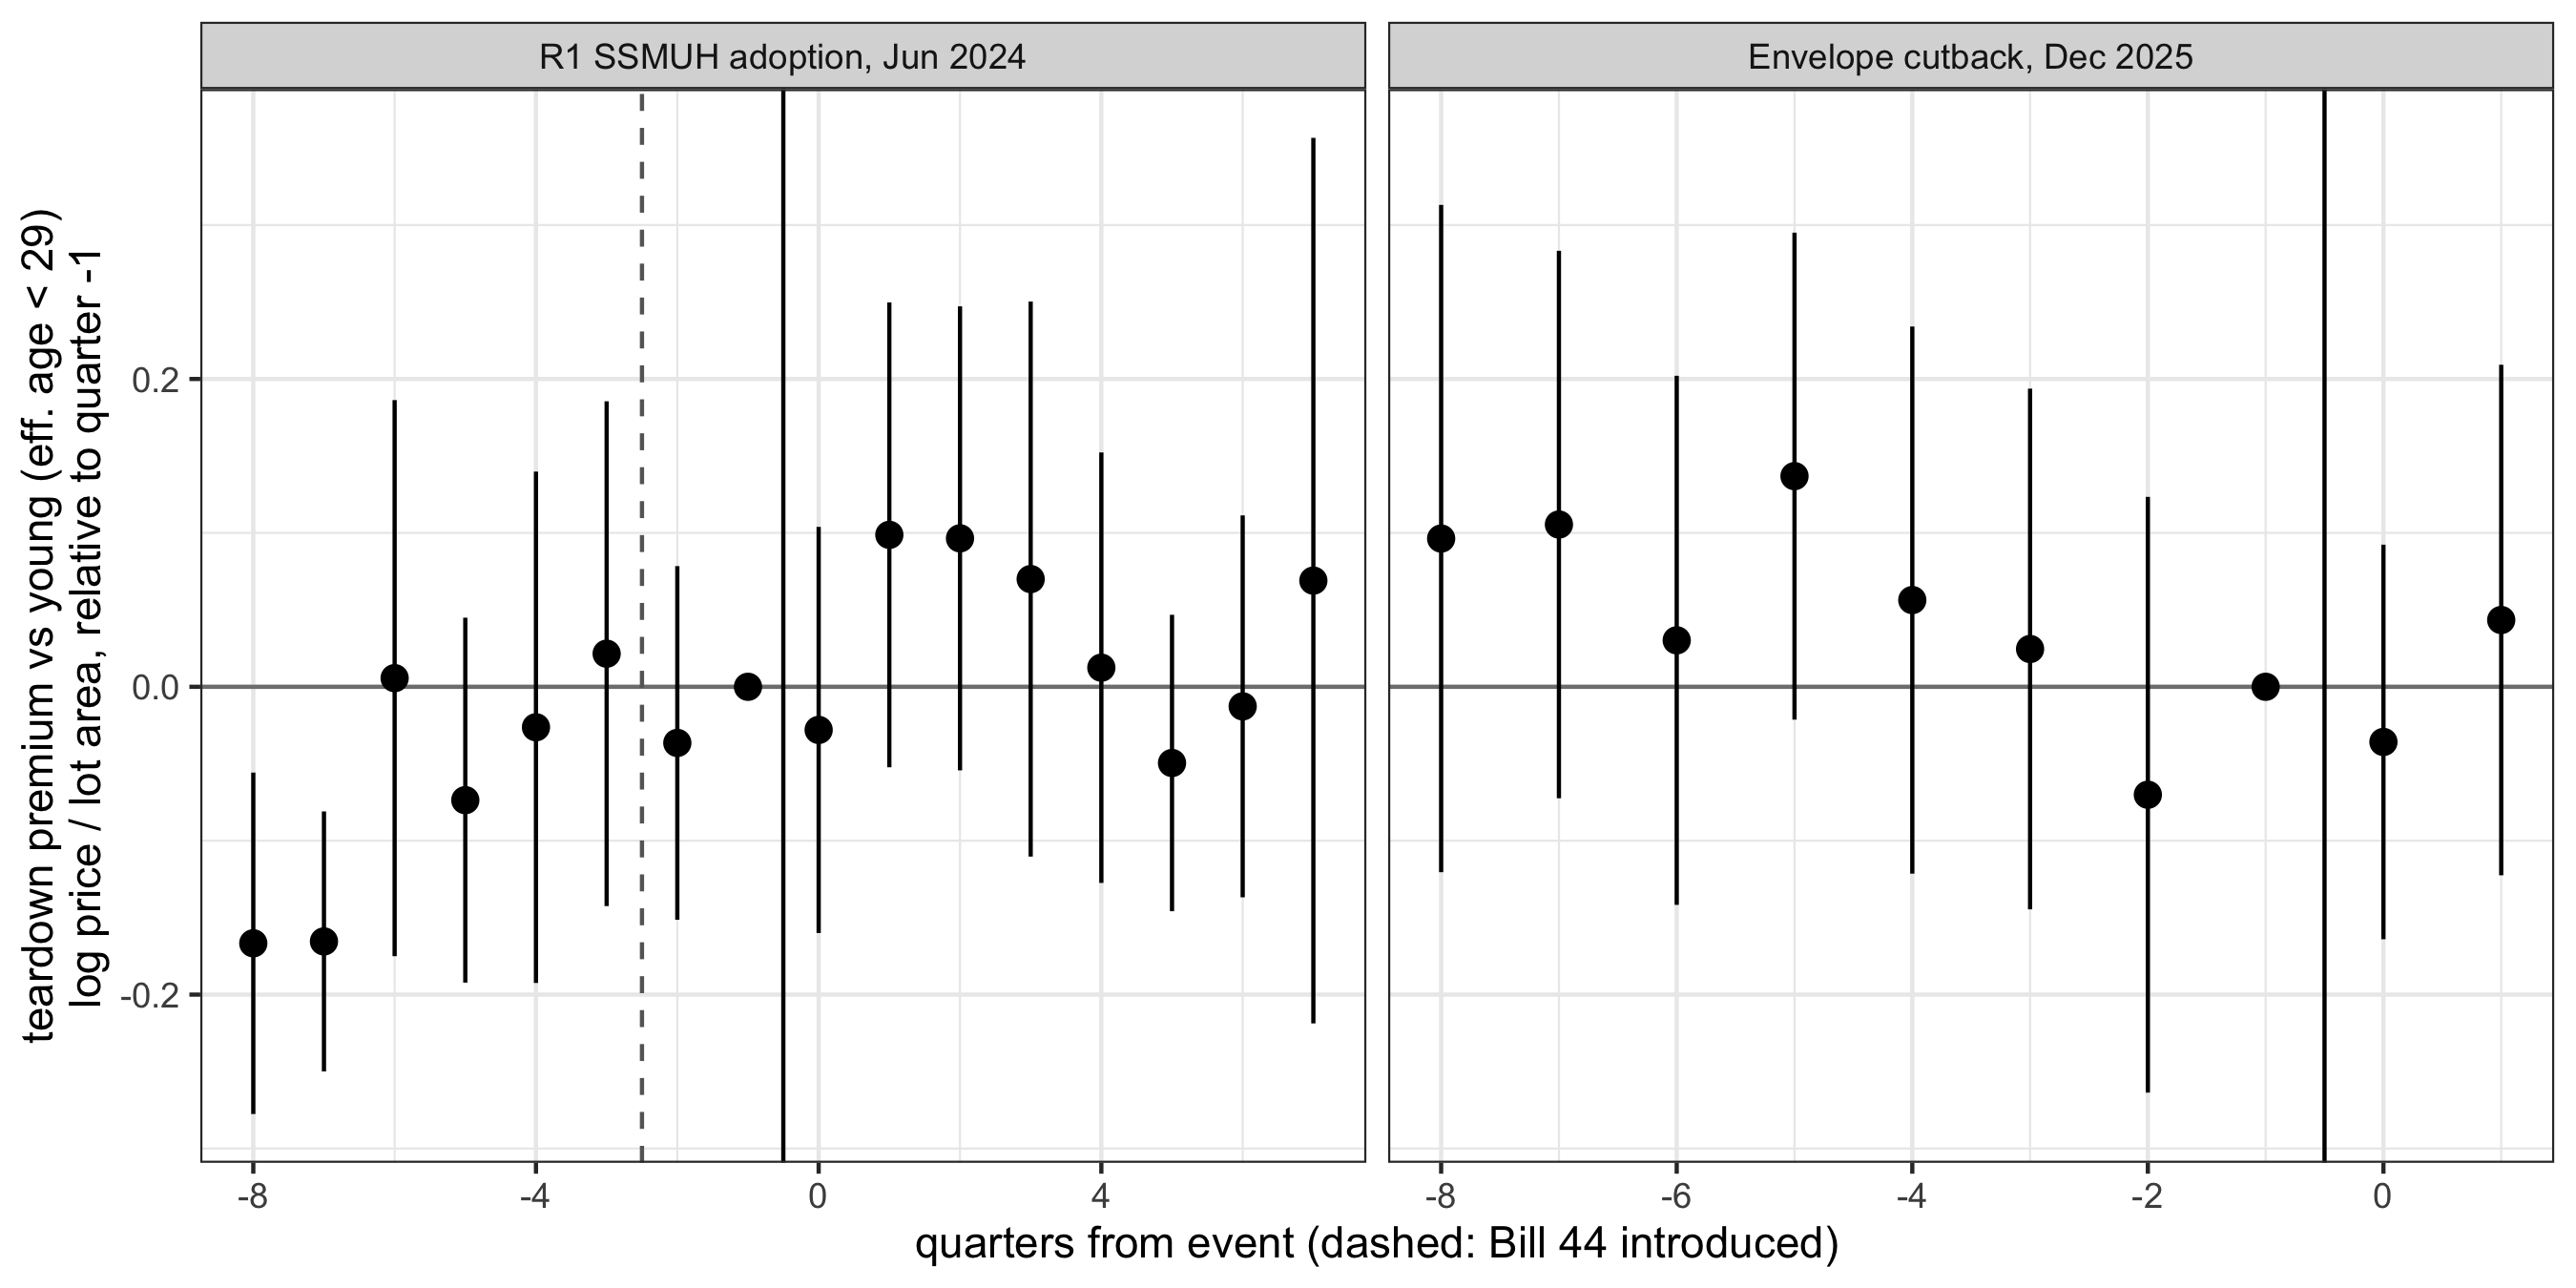 R1 SSMUH adoption, Jun 2024
Envelope cutback, Dec 2025
teardown premium vs young (eff. age < 29)
log price / lot area, relative to quarter -1
0.2
0.0
-0.2
-8
-4
0
4
-8
-6
-4
-2
0
quarters from event (dashed: Bill 44 introduced)